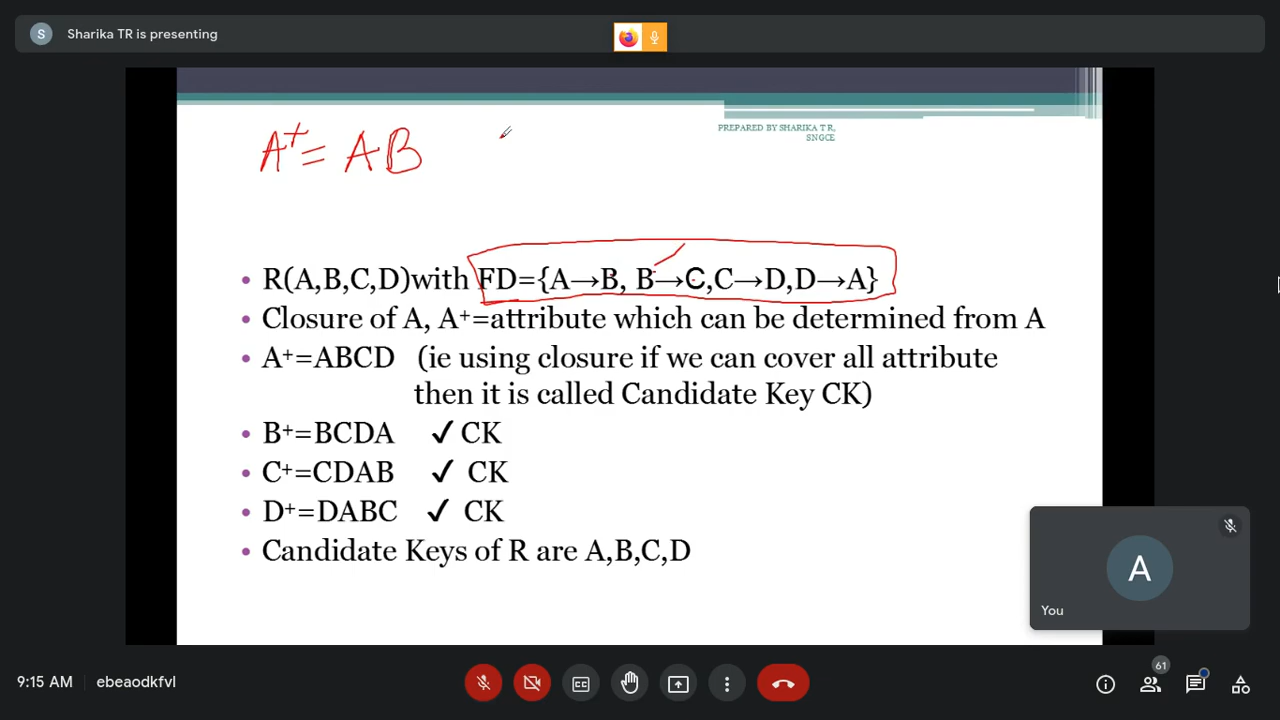 S Sharika TR is presenting
PREPARED BY SHARIKA T R,
SNGCE
A+= AB
R(A,B,C,D)with FD={A→B, B→C,C→D,D→A}
Closure of A, A+=attribute which can be determined from A
A+=ABCD (ie using closure if we can cover all attribute
then it is called Candidate Key CK)
B+=BCDA ✓ CK
C+=CDAB ✓ CK
D+=DABC ✓ CK
Candidate Keys of R are A,B,C,D
A
You
9:15 AM ebeaodkfvl
61